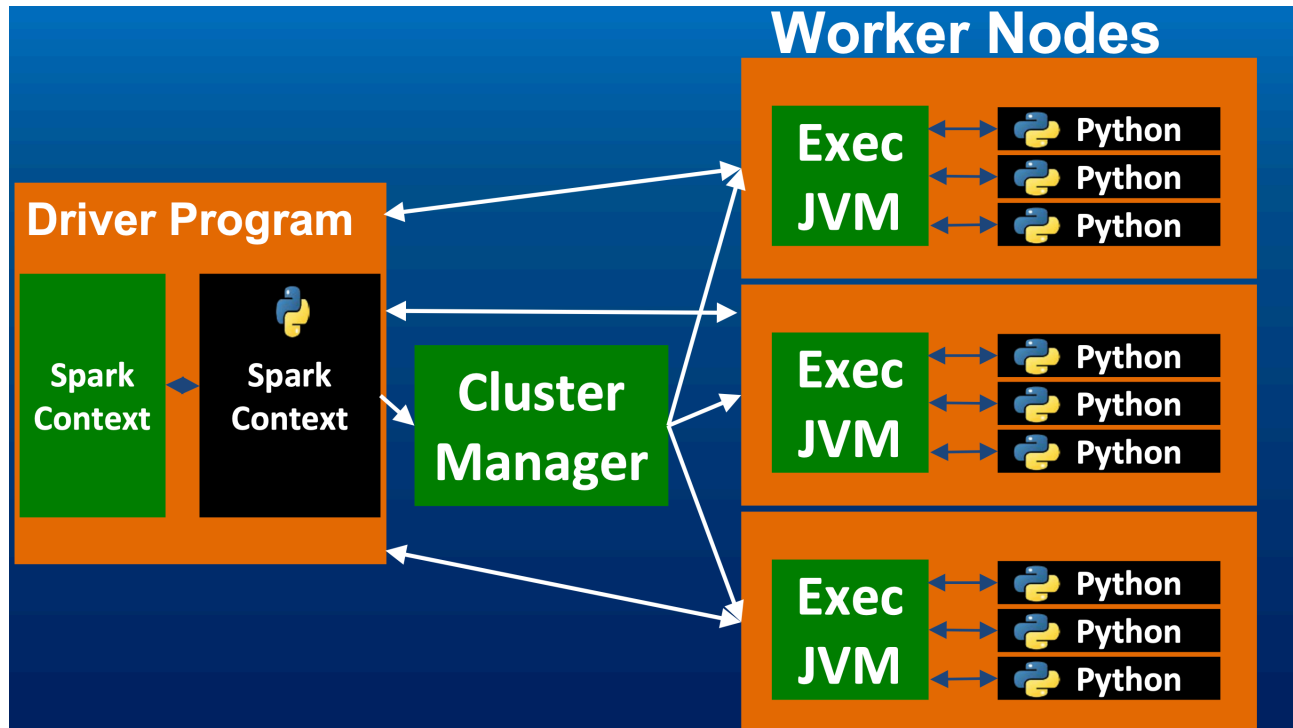 Worker Nodes
Driver Program
Spark
Context
Spark
Context
Cluster
Manager
Exec
JVM
Python
Python
Python
Exec
JVM
Python
Python
Python
Exec
JVM
Python
Python
Python